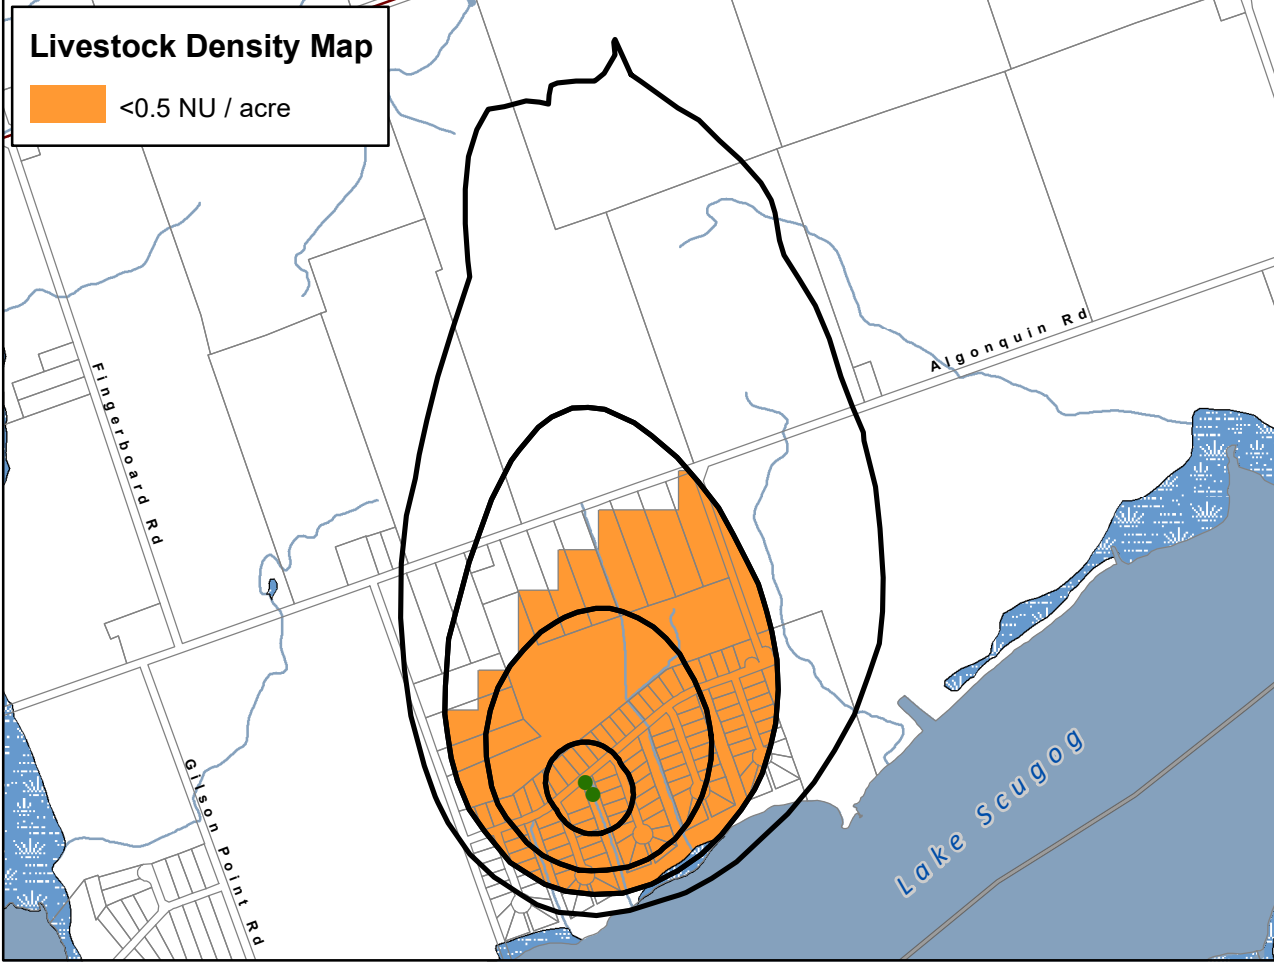 Livestock Density Map
<0.5 NU / acre
Algonquin Rd
Fingerboard Rd
Gilson Point Rd
Lake Scugog